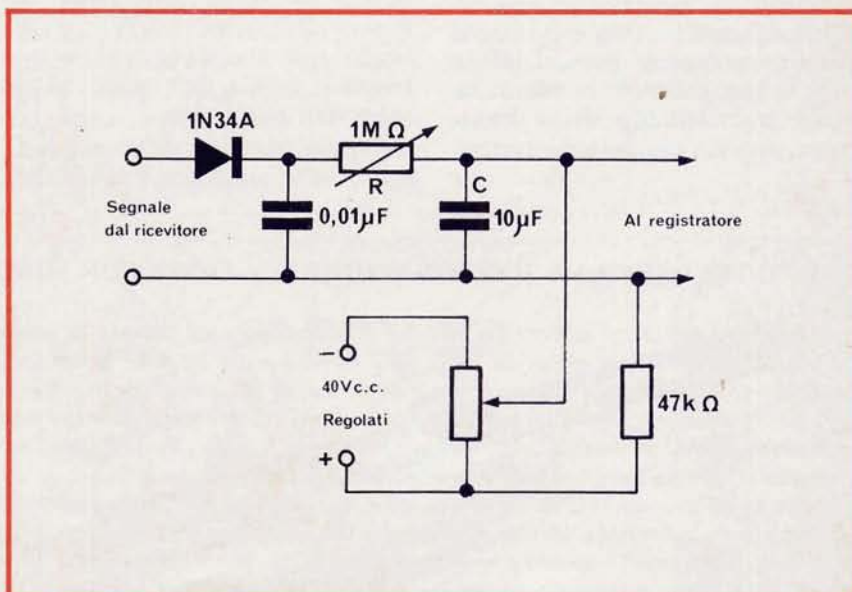 1N34A
1M Ω
R
C
Segnale
dal ricevitore
0,01µF
10µF
Al registratore
−
40Vc.c.
Regolati
+
47k Ω